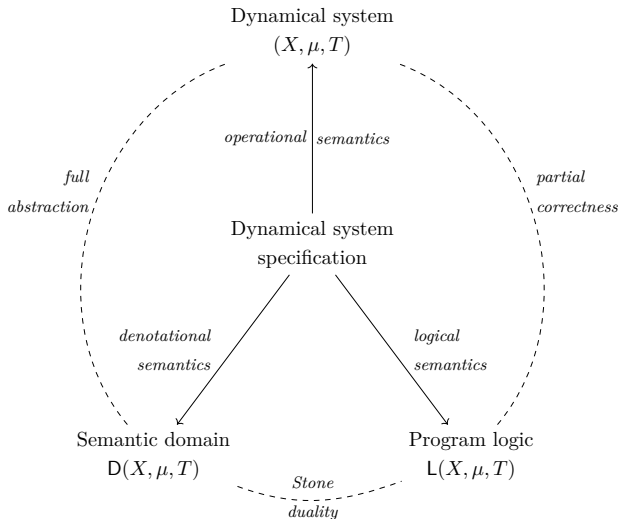 Dynamical system
(X, μ, T)
operational semantics
full
abstraction
partial
correctness
Dynamical system
specification
denotational
semantics
logical
semantics
Semantic domain
D(X, μ, T)
Program logic
L(X, μ, T)
Stone
duality